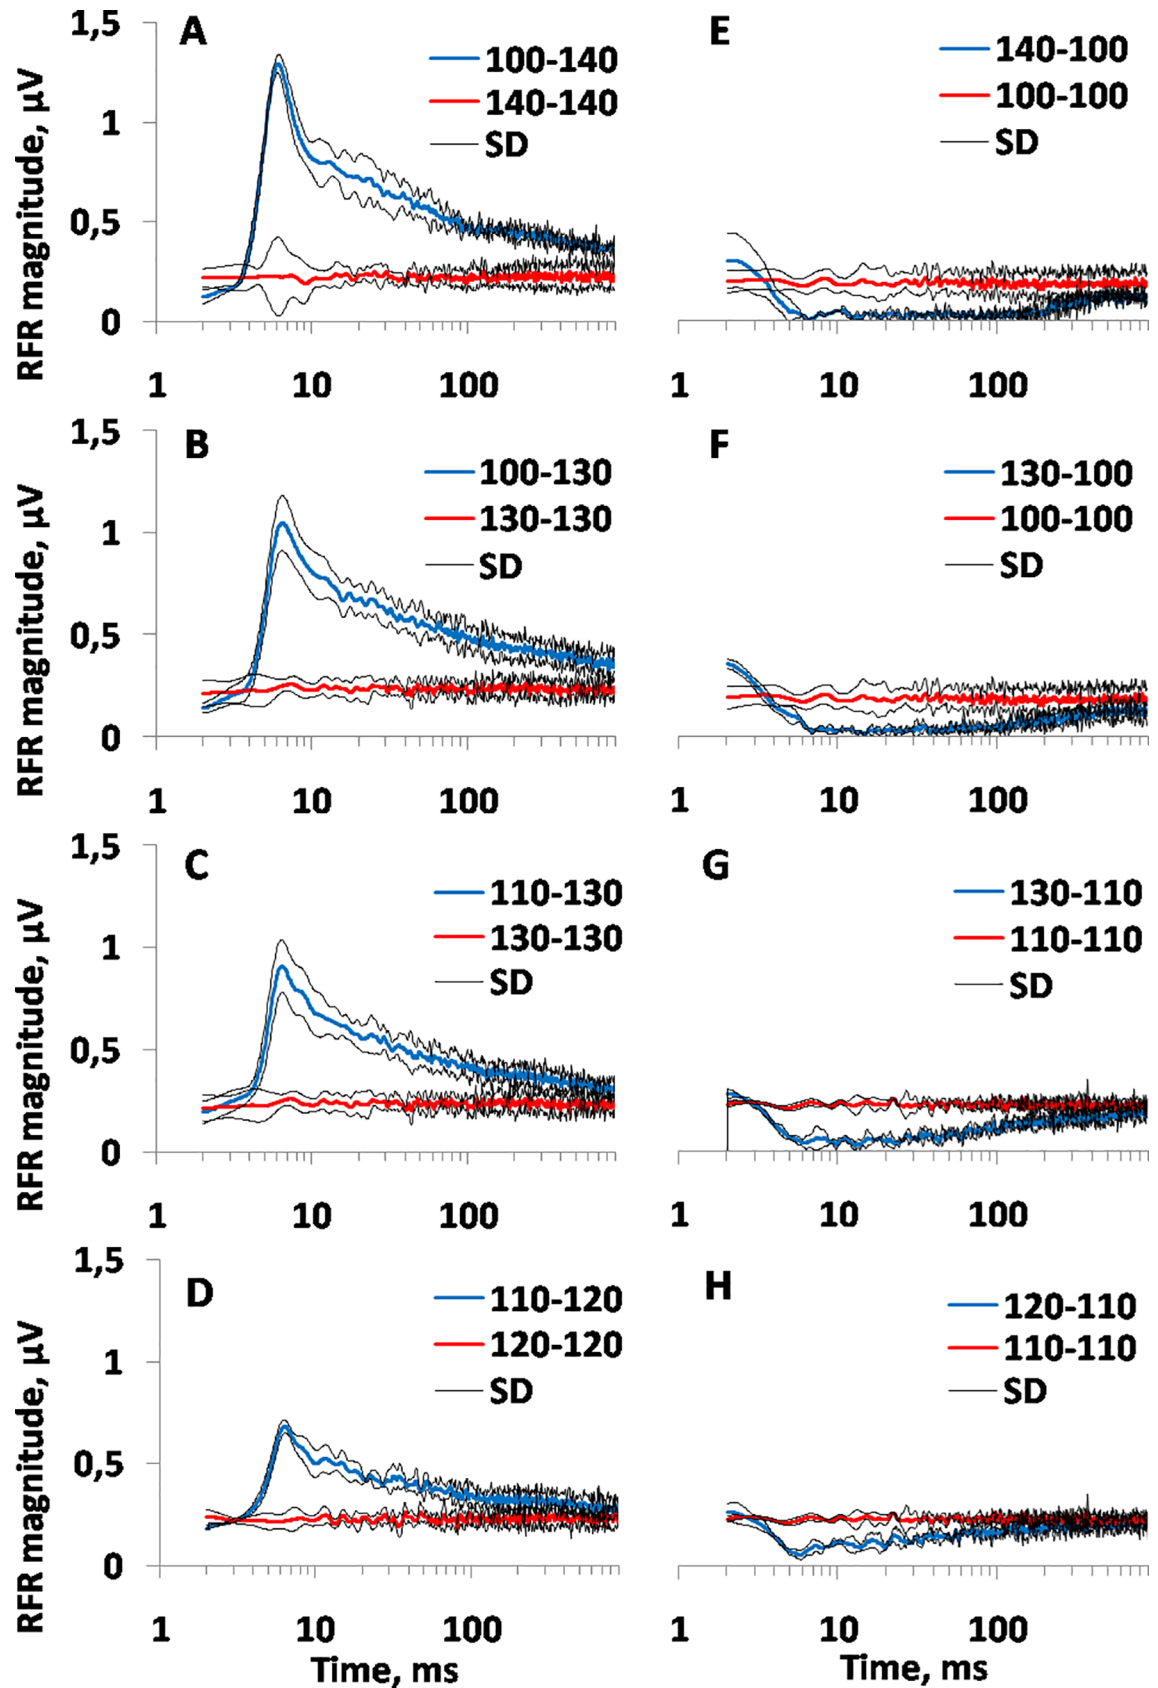 A
1,5
1
0,5
0
RFR magnitude, µV
100-140
140-140
SD
1 10 100
E
140-100
100-100
SD
1 10 100
B
1,5
1
0,5
0
RFR magnitude, µV
100-130
130-130
SD
1 10 100
F
130-100
100-100
SD
1 10 100
C
1,5
1
0,5
0
RFR magnitude, µV
110-130
130-130
SD
1 10 100
G
130-110
110-110
SD
1 10 100
D
1,5
1
0,5
0
RFR magnitude, µV
110-120
120-120
SD
1 10 100
Time, ms
H
120-110
110-110
SD
1 10 100
Time, ms